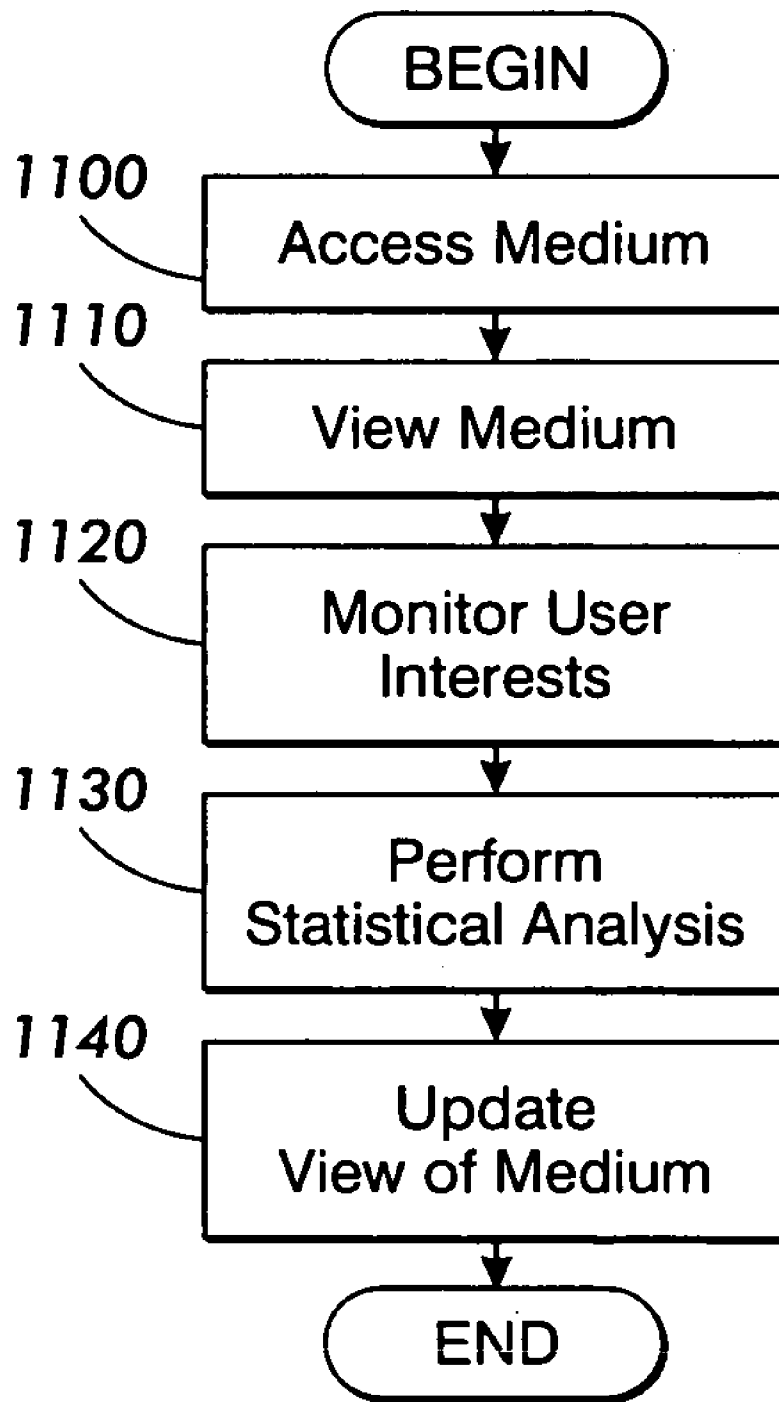 BEGIN
1100
Access Medium
1110
View Medium
1120
Monitor User
Interests
1130
Perform
Statistical Analysis
1140
Update
View of Medium
END